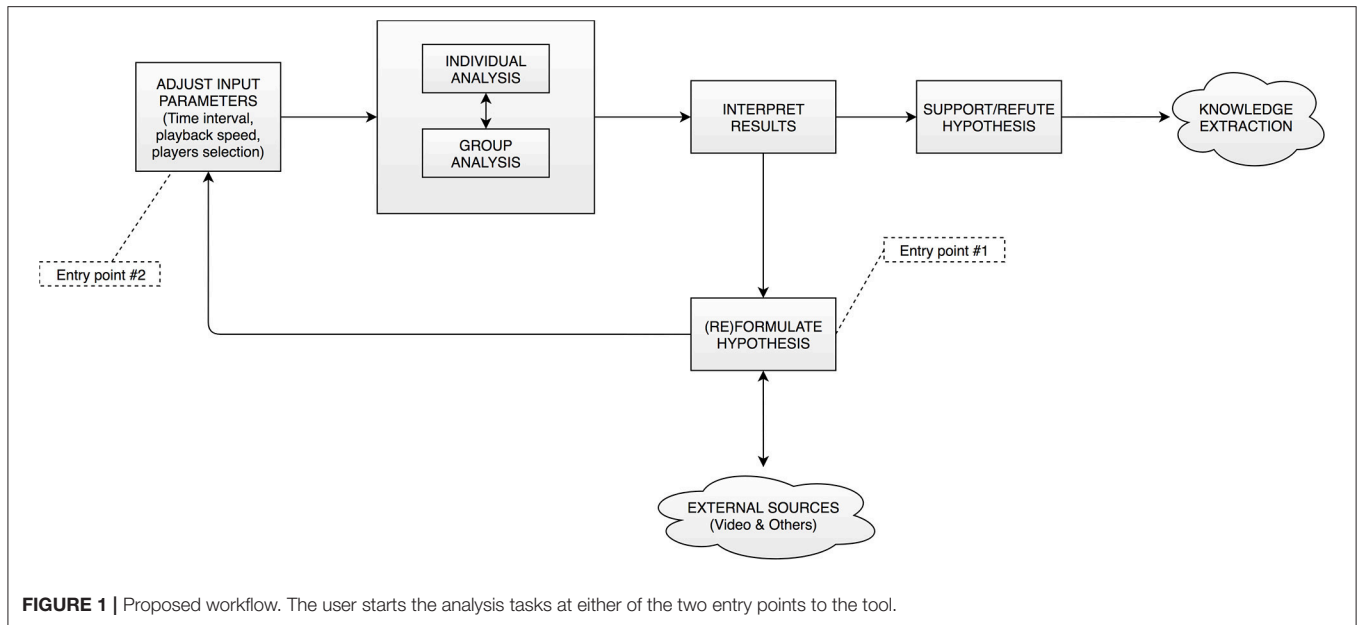 ADJUST INPUT
PARAMETERS
(Time interval,
playback speed,
players selection)
INDIVIDUAL
ANALYSIS
GROUP
ANALYSIS
INTERPRET
RESULTS
SUPPORT/REFUTE
HYPOTHESIS
KNOWLEDGE
EXTRACTION
Entry point #2
Entry point #1
(RE)FORMULATE
HYPOTHESIS
EXTERNAL SOURCES
(Video & Others)
FIGURE 1 | Proposed workflow. The user starts the analysis tasks at either of the two entry points to the tool.